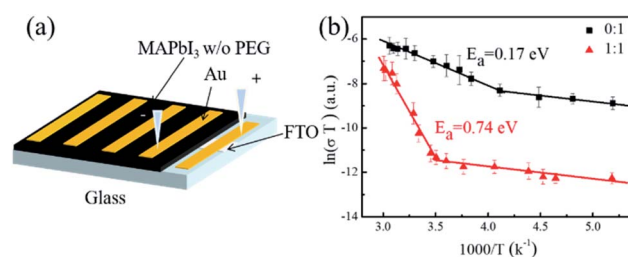 (a)
MAPbI3 w/o PEG
Au
+
-
FTO
Glass
(b)
0:1
1:1
Ea=0.17 eV
Ea=0.74 eV
ln(σ T ) (a.u.)
-6
-8
-10
-12
-14
3.0 3.5 4.0 4.5 5.0
1000/T (k-1)